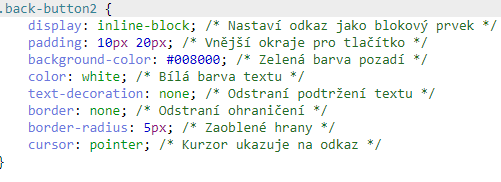 .back-button2 {
display: inline-block; /* Nastaví odkaz jako blokový prvek */
padding: 10px 20px; /* Vnější okraje pro tlačítko */
background-color: #008000; /* Zelená barva pozadí */
color: white; /* Bílá barva textu */
text-decoration: none; /* Odstraní podtržení textu */
border: none; /* Odstraní ohraničení */
border-radius: 5px; /* Zaoblené hrany */
cursor: pointer; /* Kurzor ukazuje na odkaz */
}